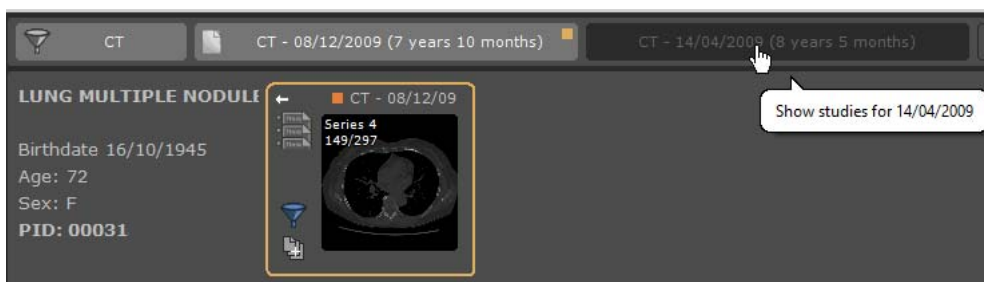 CT
CT - 08/12/2009 (7 years 10 months)
CT - 14/04/2009 (8 years 5 months)
Show studies for 14/04/2009
LUNG MULTIPLE NODULE
Birthdate 16/10/1945
Age: 72
Sex: F
PID: 00031
CT - 08/12/09
Series 4
149/297